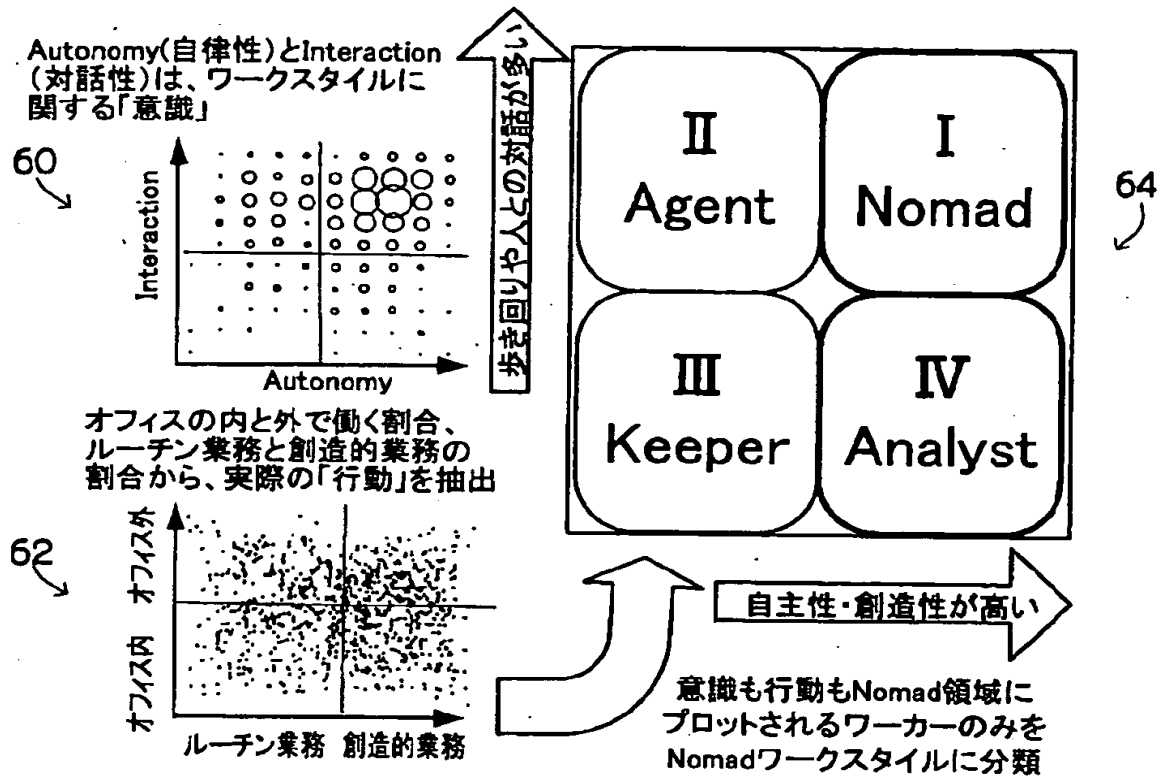 Autonomy(自律性)とInteraction
(対話性)は、ワークスタイルに
関する「意識」
60
Interaction
Autonomy
歩き回りや人との対話が多い
II
Agent
I
Nomad
64
III
Keeper
IV
Analyst
オフィスの内と外で働く割合、
ルーチン業務と創造的業務の
割合から、実際の「行動」を抽出
62
オフィス外
オフィス内
ルーチン業務 創造的業務
自主性・創造性が高い
意識も行動もNomad領域に
プロットされるワーカーのみを
Nomadワークスタイルに分類